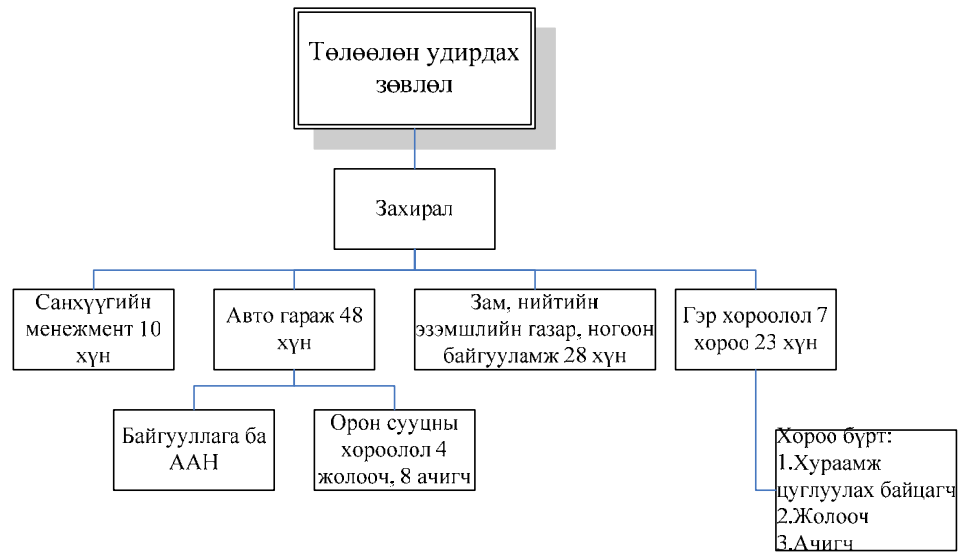 Төлөөлөн удирдах
зөвлөл
Захирал
Санхүүгийн
менежмент 10
хүн
Авто гараж 48
хүн
Зам, нийтийн
эзэмшлийн газар, ногоон
байгууламж 28 хүн
Гэр хороолол 7
хороо 23 хүн
Байгууллага ба
ААН
Орон сууцны
хороолол 4
жолооч, 8 ачигч
Хороо бүрт:
1.Хураамж
цуглуулах байцагч
2.Жолооч
3.Ачигч